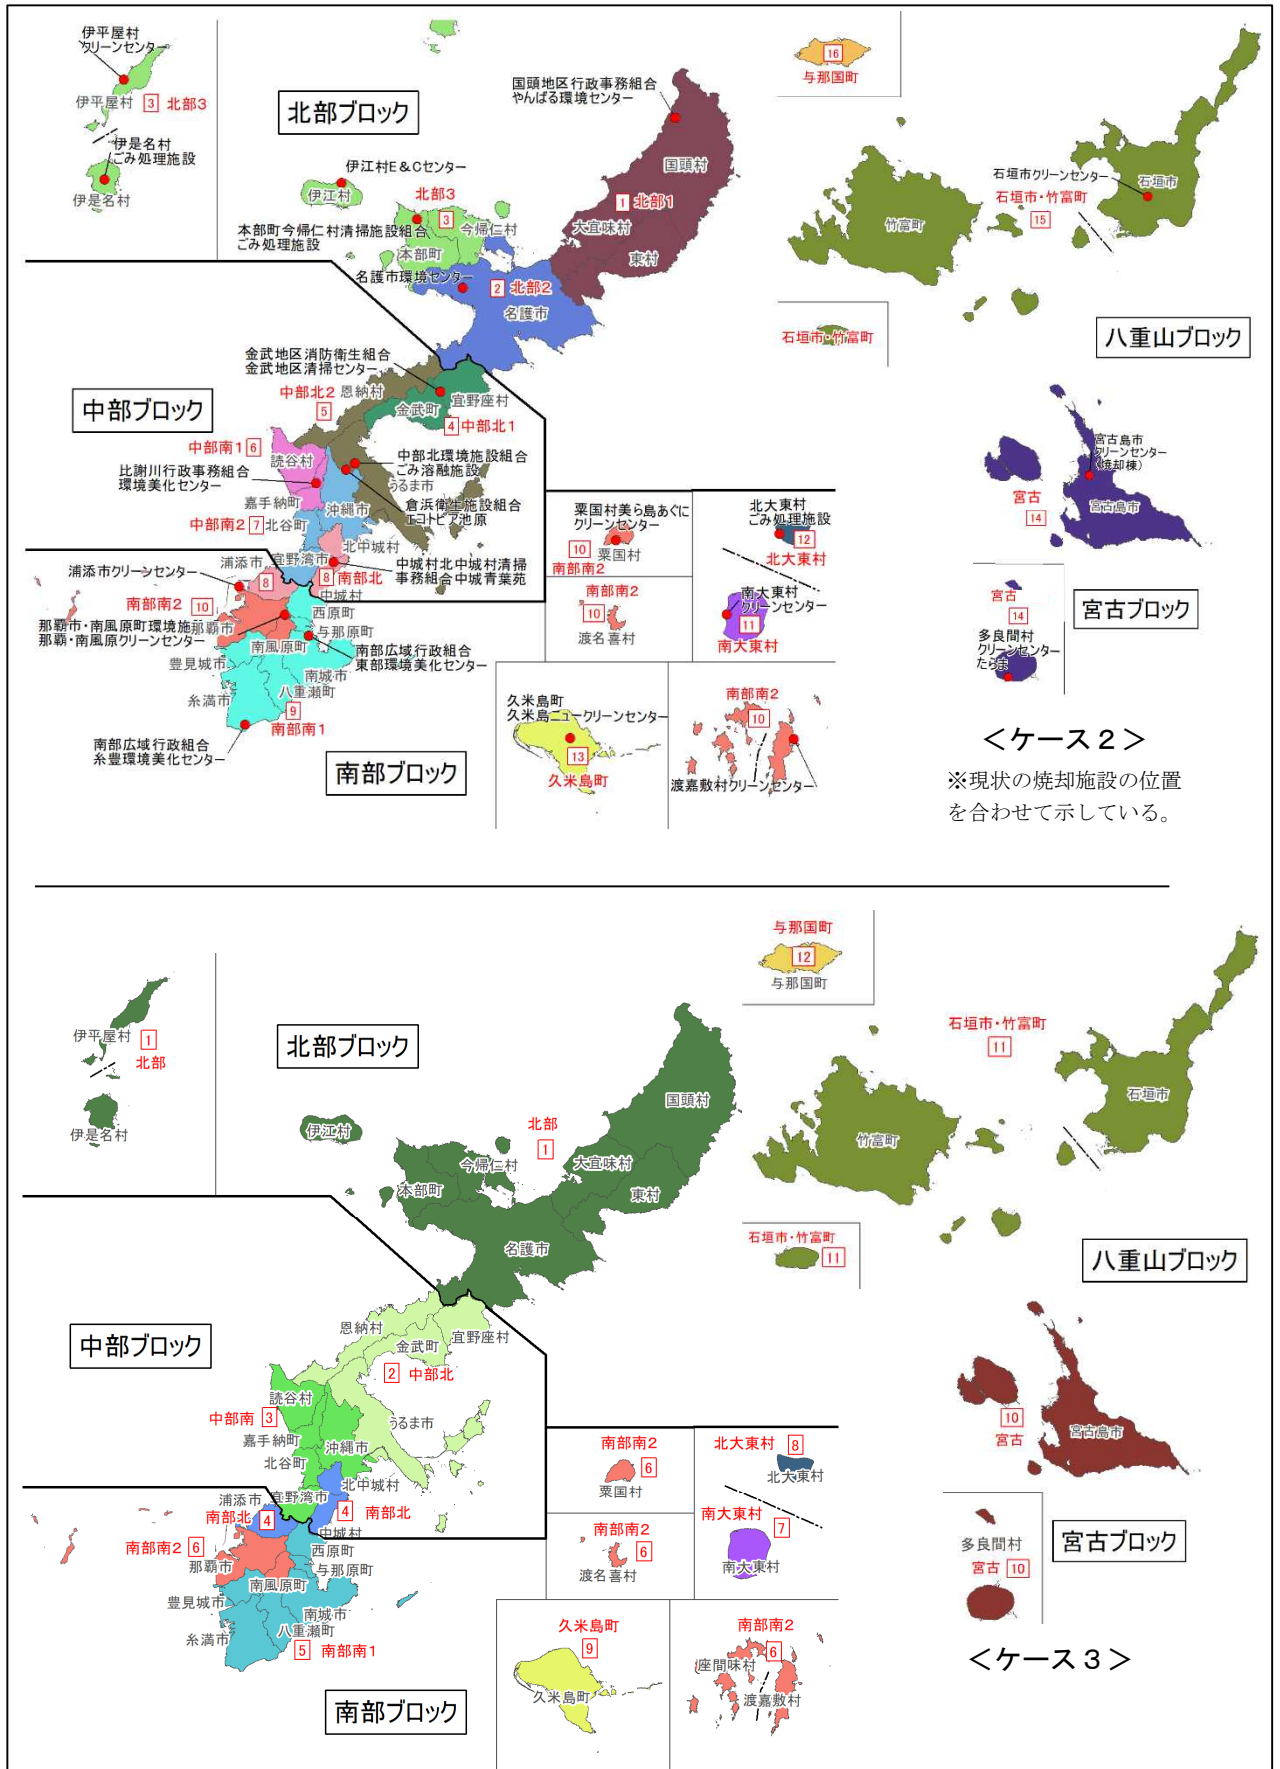 伊平屋村
クリーンセンター
伊平屋村
3 北部3
伊是名村
ごみ処理施設
伊是名村
北部ブロック
国頭地区行政事務組合
やんばる環境センター
国頭村
1 北部1
大宜味村
東村
伊江村E＆Cセンター
伊江村
北部3
3
今帰仁村
本部町今帰仁村清掃施設組合
ごみ処理施設
本部町
名護市環境センター
2 北部2
名護市
16
与那国町
石垣市クリーンセンター
石垣市
石垣市・竹富町
15
竹富町
石垣市・竹富町
八重山ブロック
中部ブロック
金武地区消防衛生組合
金武地区清掃センター
中部北2
5
恩納村
宜野座村
金武町
4 中部北1
中部南1 6
読谷村
比謝川行政事務組合
環境美化センター
中部北環境施設組合
ごみ溶融施設
うるま市
倉浜衛生施設組合
エコトピア池原
嘉手納町
沖縄市
中部南2 7 北谷町
北中城村
中城村北中城村清掃
事務組合中城青葉苑
浦添市
宜野湾市
8 南部北
8
中城村
浦添市クリーンセンター
南部南2 10
西原町
那覇市・南風原町環境施
那覇・南風原クリーンセンター
那覇市
与那原町
南風原町
南部広域行政組合
東部環境美化センター
豊見城市
南城市
八重瀬町
糸満市
9
南部南1
南部広域行政組合
糸豊環境美化センター
南部ブロック
粟国村美ら島あぐに
クリーンセンター
10
粟国村
南部南2
南部南2
10
渡名喜村
北大東村
ごみ処理施設
12
北大東村
南大東村
クリーンセンター
11
南大東村
久米島町
久米島ニュークリーンセンター
13
久米島町
南部南2
10
渡嘉敷村クリーンセンター
宮古島市
クリーンセンター
（焼却棟）
宮古
14
宮古島市
宮古
14
多良間村
クリーンセンター
たらま
宮古ブロック
＜ケース２＞
※現状の焼却施設の位置
を合わせて示している。
伊平屋村
1
北部
伊是名村
北部ブロック
国頭村
伊江村
北部
1
大宜味村
今帰仁村
本部町
東村
名護市
与那国町
12
与那国町
石垣市・竹富町
11
石垣市
竹富町
石垣市・竹富町
11
八重山ブロック
中部ブロック
恩納村
金武町
宜野座村
2 中部北
読谷村
中部南 3
うるま市
嘉手納町
沖縄市
北谷町
北中城村
浦添市
宜野湾市
南部北
4
4 南部北
中城村
西原町
南部南2 6
那覇市
与那原町
南風原町
豊見城市
南城市
八重瀬町
糸満市
5 南部南1
南部ブロック
南部南2
6
粟国村
南部南2
6
渡名喜村
北大東村 8
北大東村
南大東村
7
南大東村
久米島町
9
久米島町
南部南2
6
座間味村
渡嘉敷村
10
宮古
宮古島市
多良間村
宮古 10
宮古ブロック
＜ケース３＞